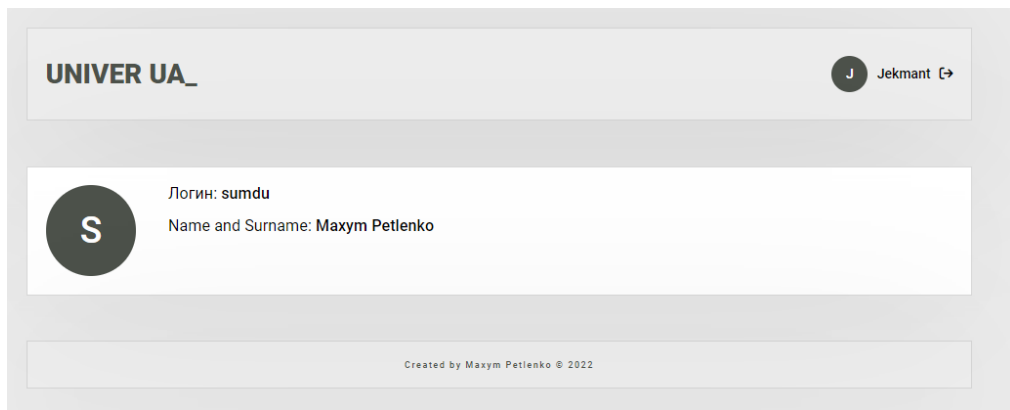 UNIVER UA_
J Jekmant
S
Логин: sumdu
Name and Surname: Maxym Petlenko
Created by Maxym Petlenko © 2022